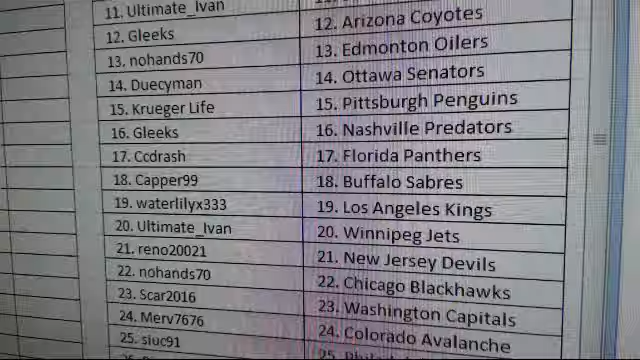 11. Ultimate_Ivan
12. Gleeks
12. Arizona Coyotes
13. nohands70
13. Edmonton Oilers
14. Duecyman
14. Ottawa Senators
15. Krueger Life
15. Pittsburgh Penguins
16. Gleeks
16. Nashville Predators
17. Ccdrash
17. Florida Panthers
18. Capper99
18. Buffalo Sabres
19. waterlilyx333
19. Los Angeles Kings
20. Ultimate_Ivan
20. Winnipeg Jets
21. reno20021
21. New Jersey Devils
22. nohands70
22. Chicago Blackhawks
23. Scar2016
23. Washington Capitals
24. Merv7676
24. Colorado Avalanche
25. siuc91
25.